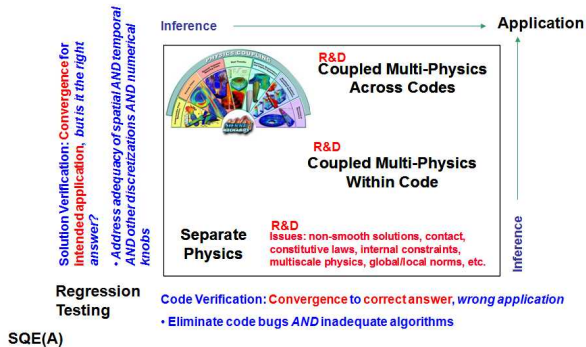 Inference
Application
Solution Verification: Convergence for
Intended application, but is it the right
answer?
• Address adequacy of spatial AND temporal
AND other discretizations AND numerical
knobs
PHYSICS COUPLING
R&D
Coupled Multi-Physics
Across Codes
R&D
Coupled Multi-Physics
Within Code
Separate
Physics
R&D
Issues: non-smooth solutions, contact,
constitutive laws, internal constraints,
multiscale physics, global/local norms, etc.
Inference
Regression
Testing
Code Verification: Convergence to correct answer, wrong application
• Eliminate code bugs AND inadequate algorithms
SQE(A)